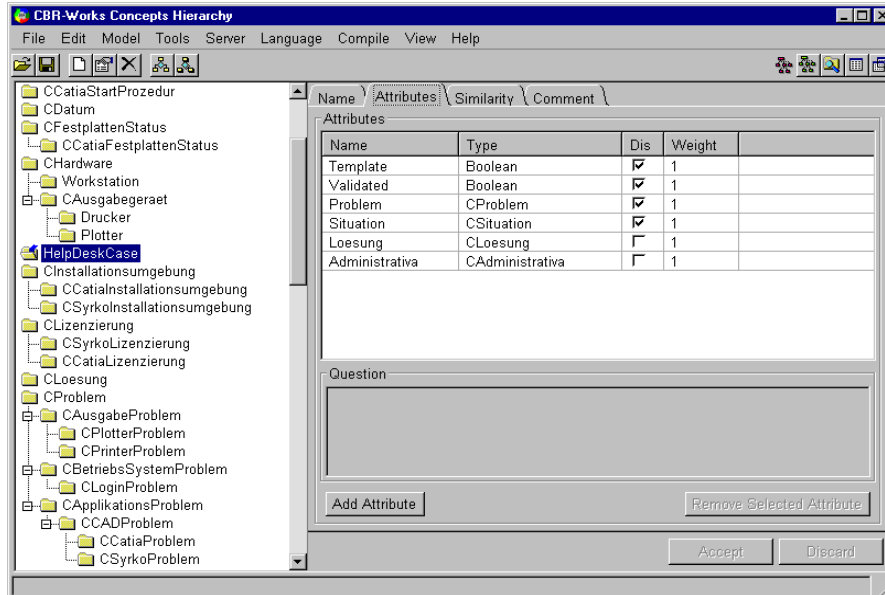 CBR-Works Concepts Hierarchy
File Edit Model Tools Server Language Compile View Help
CCatiaStartProzedur
CDatum
CFestplattenStatus
CCatiaFestplattenStatus
CHardware
Workstation
CAusgabegeraet
Drucker
Plotter
HelpDeskCase
CInstallationsumgebung
CCatiaInstallationsumgebung
CSyrkoInstallationsumgebung
CLizenzierung
CSyrkoLizenzierung
CCatiaLizenzierung
CLoesung
CProblem
CAusgabeProblem
CPlotterProblem
CPrinterProblem
CBetriebsSystemProblem
CLoginProblem
CApplikationsProblem
CCADProblem
CCatiaProblem
CSyrkoProblem
Name Attributes Similarity Comment
Attributes
Name Type Dis Weight
Template Boolean 1
Validated Boolean 1
Problem CProblem 1
Situation CSituation 1
Loesung CLoesung 1
Administrativa CAdministrativa 1
Question
Add Attribute Remove Selected Attribute
Accept Discard